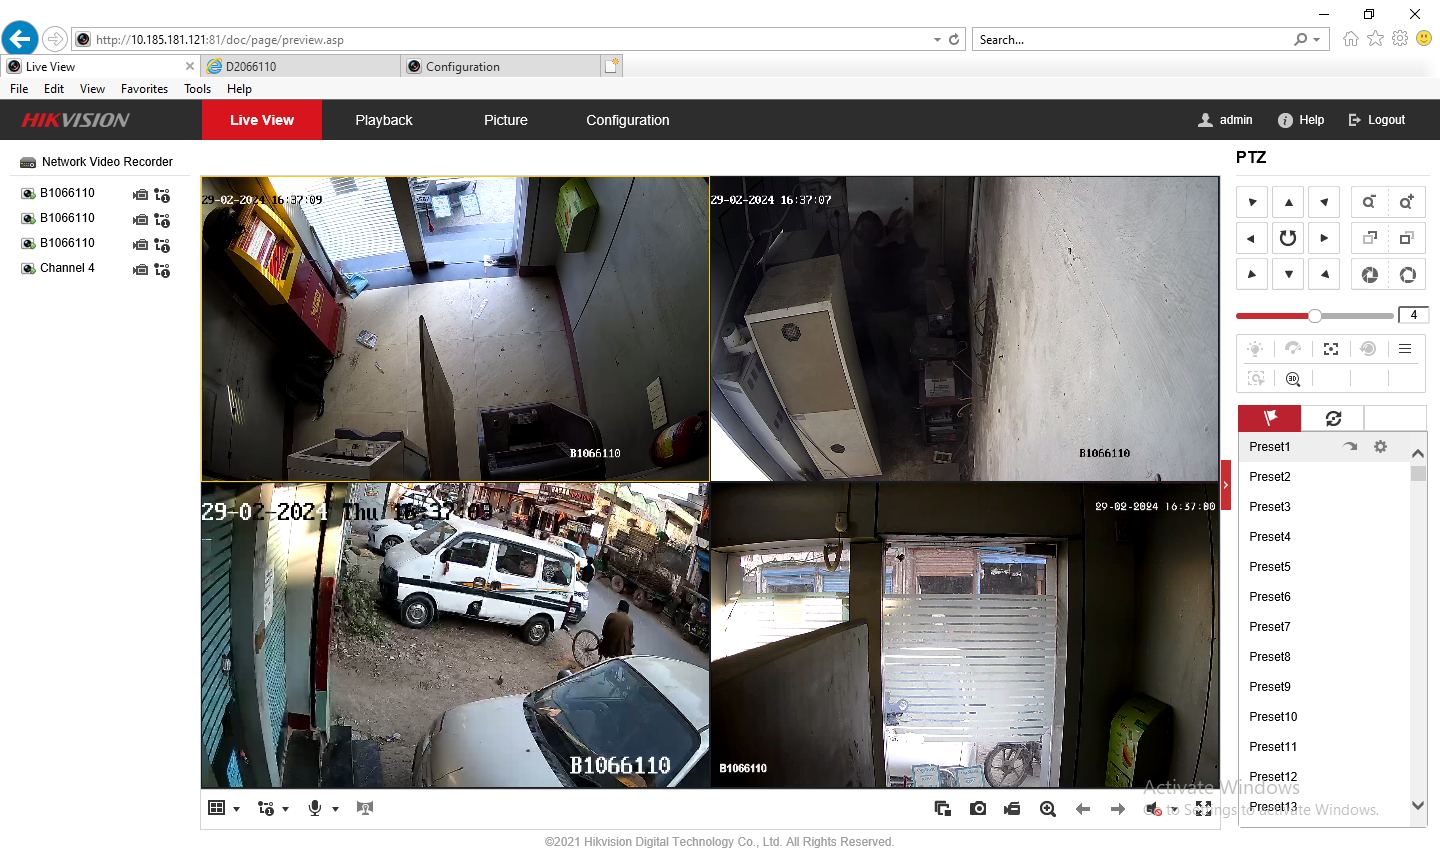 http://10.185.181.121:81/doc/page/preview.asp
Search...
Live View
D2066110
Configuration
File Edit View Favorites Tools Help
HIKVISION
Live View Playback Picture Configuration
admin Help Logout
Network Video Recorder
B1066110
B1066110
B1066110
Channel 4
29-02-2024 16:37:09
B1066110
29-02-2024 16:37:07
B1066110
29-02-2024 Thu 16:37:
B1066110
29-02-2024 16:37:00
B1066110
PTZ
4
3D
Preset1
Preset2
Preset3
Preset4
Preset5
Preset6
Preset7
Preset8
Preset9
Preset10
Preset11
Preset12
Preset13
Activate Windows
Go to Settings to activate Windows.
©2021 Hikvision Digital Technology Co., Ltd. All Rights Reserved.